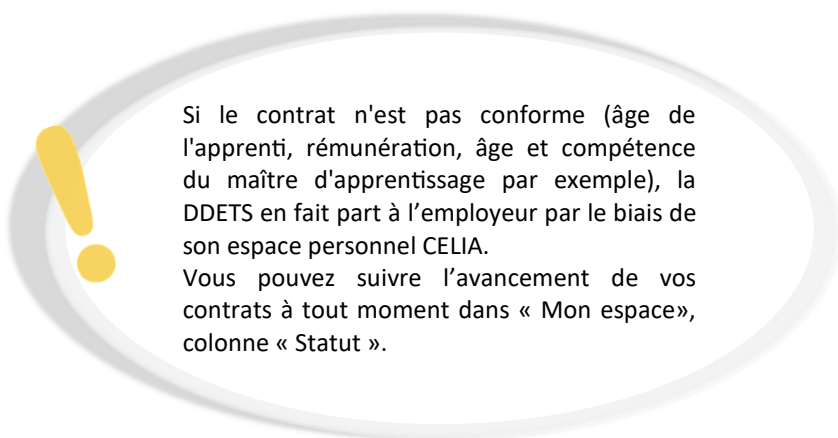 Si le contrat n'est pas conforme (âge de
l'apprenti, rémunération, âge et compétence
du maître d'apprentissage par exemple), la
DDETS en fait part à l’employeur par le biais de
son espace personnel CELIA.
Vous pouvez suivre l’avancement de vos
contrats à tout moment dans « Mon espace»,
colonne « Statut ».